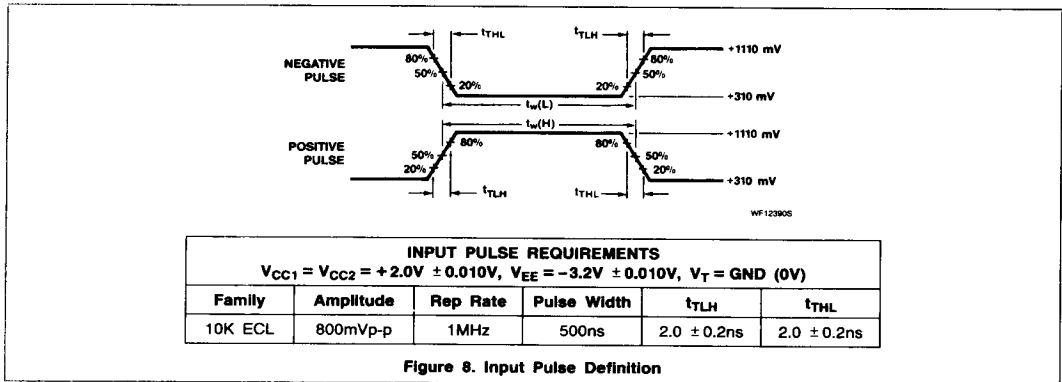 tTHL tTLH
+1110 mV
NEGATIVE PULSE
80% 80%
50% 50%
20% 20%
tw(L) +310 mV
tw(H) +1110 mV
80% 80%
POSITIVE PULSE
50% 50%
20% 20%
+310 mV
tTLH tTHL
WF12390S
INPUT PULSE REQUIREMENTS
VCC1 = VCC2 = +2.0V ±0.010V, VEE = -3.2V ±0.010V, VT = GND (0V)
Family Amplitude Rep Rate Pulse Width tTLH tTHL
10K ECL 800mVp-p 1MHz 500ns 2.0 ±0.2ns 2.0 ±0.2ns
Figure 8. Input Pulse Definition